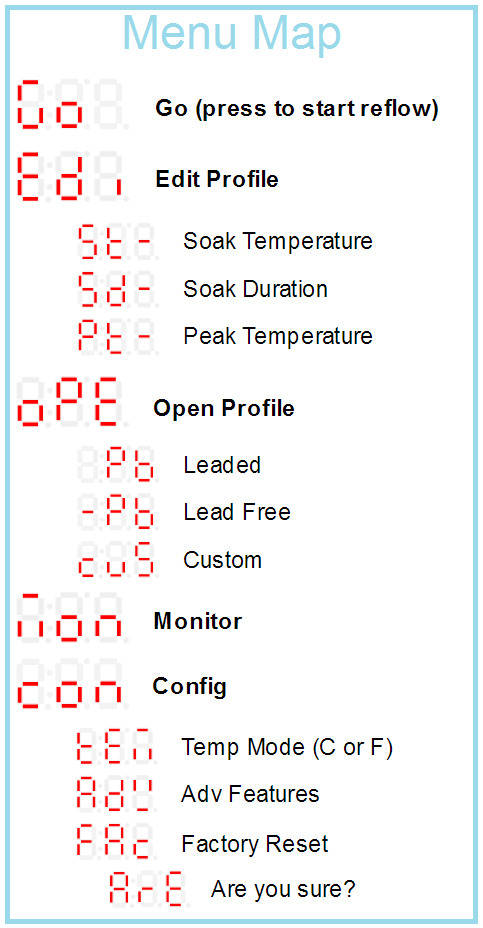 Menu Map
Go Go (press to start reflow)
Edi Edit Profile
St- Soak Temperature
Sd- Soak Duration
Pt- Peak Temperature
oPE Open Profile
Pb Leaded
-Pb Lead Free
cuS Custom
non Monitor
con Config
tEn Temp Mode (C or F)
AdU Adv Features
FAc Factory Reset
ArE Are you sure?